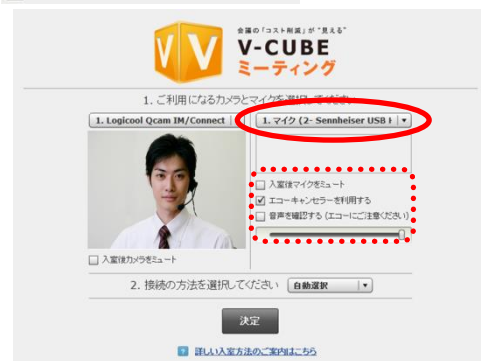 会議の「コスト削減」が“見える”
V-CUBE
ミーティング
1. ご利用になるカメラとマイクを選択してください
1. Logicool Qcam IM/Connect
1. マイク (2- Sennheiser USB H
入室後マイクをミュート
エコーキャンセラーを利用する
音声を確認する (エコーにご注意ください)
入室後カメラをミュート
2. 接続の方法を選択してください 自動選択
決定
? 詳しい入室方法のご案内はこちら